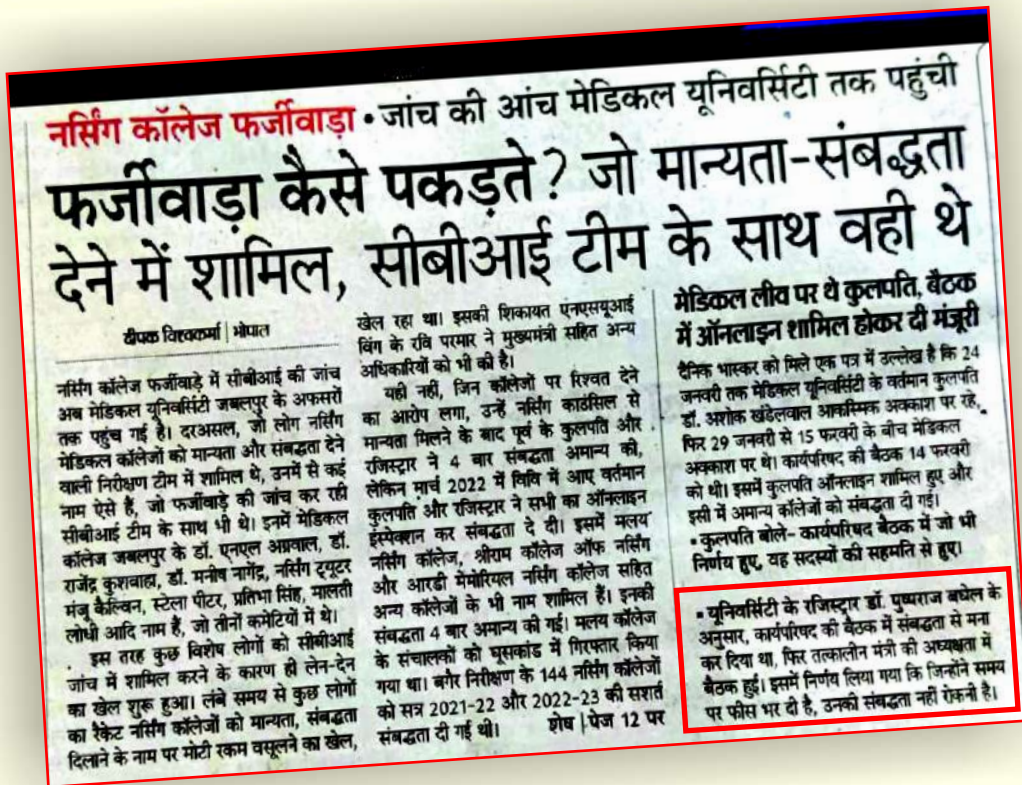 नर्सिंग कॉलेज फर्जीवाड़ा • जांच की आंच मेडिकल यूनिवर्सिटी तक पहुंची
फर्जीवाड़ा कैसे पकड़ते? जो मान्यता-संबद्धता
देने में शामिल, सीबीआई टीम के साथ वही थे
दीपक विश्वकर्मा | भोपाल
नर्सिंग कॉलेज फर्जीवाड़े में सीबीआई की जांच
अब मेडिकल यूनिवर्सिटी जबलपुर के अफसरों
तक पहुंच गई है। दरअसल, जो लोग नर्सिंग
मेडिकल कॉलेजों को मान्यता और संबद्धता देने
वाली निरीक्षण टीम में शामिल थे, उनमें से कई
नाम ऐसे हैं, जो फर्जीवाड़े की जांच कर रही
सीबीआई टीम के साथ भी थे। इनमें मेडिकल
कॉलेज जबलपुर के डॉ. एनएल अग्रवाल, डॉ.
राजेंद्र कुशवाहा, डॉ. मनीष नागेंद्र, नर्सिंग ट्यूटर
मंजू कैल्विन, स्टेला पीटर, प्रतिभा सिंह, मालती
लोधी आदि नाम हैं, जो तीनों कमेटियों में थे।
इस तरह कुछ विशेष लोगों को सीबीआई
जांच में शामिल करने के कारण ही लेन-देन
का खेल शुरू हुआ। लंबे समय से कुछ लोगों
का रैकेट नर्सिंग कॉलेजों को मान्यता, संबद्धता
दिलाने के नाम पर मोटी रकम वसूलने का खेल,
खेल रहा था। इसकी शिकायत एनएसयूआई
विंग के रवि परमार ने मुख्यमंत्री सहित अन्य
अधिकारियों को भी की है।
यही नहीं, जिन कॉलेजों पर रिश्वत देने
का आरोप लगा, उन्हें नर्सिंग काउंसिल से
मान्यता मिलने के बाद पूर्व के कुलपति और
रजिस्ट्रार ने 4 बार संबद्धता अमान्य की,
लेकिन मार्च 2022 में विवि में आए वर्तमान
कुलपति और रजिस्ट्रार ने सभी का ऑनलाइन
इंस्पेक्शन कर संबद्धता दे दी। इसमें मलय
नर्सिंग कॉलेज, श्रीराम कॉलेज ऑफ नर्सिंग
और आरडी मेमोरियल नर्सिंग कॉलेज सहित
अन्य कॉलेजों के भी नाम शामिल हैं। इनकी
संबद्धता 4 बार अमान्य की गई। मलय कॉलेज
के संचालकों को घूसकांड में गिरफ्तार किया
गया था। बगैर निरीक्षण के 144 नर्सिंग कॉलेजों
को सत्र 2021-22 और 2022-23 की सशर्त
संबद्धता दी गई थी।
शेष | पेज 12 पर
मेडिकल लीव पर थे कुलपति, बैठक
में ऑनलाइन शामिल होकर दी मंजूरी
दैनिक भास्कर को मिले एक पत्र में उल्लेख है कि 24
जनवरी तक मेडिकल यूनिवर्सिटी के वर्तमान कुलपति
डॉ. अशोक खंडेलवाल आकस्मिक अवकाश पर रहे,
फिर 29 जनवरी से 15 फरवरी के बीच मेडिकल
अवकाश पर थे। कार्यपरिषद की बैठक 14 फरवरी
को थी। इसमें कुलपति ऑनलाइन शामिल हुए और
इसी में अमान्य कॉलेजों को संबद्धता दी गई।
• कुलपति बोले- कार्यपरिषद बैठक में जो भी
निर्णय हुए, वह सदस्यों की सहमति से हुए।
• यूनिवर्सिटी के रजिस्ट्रार डॉ. पुष्पराज बघेल के
अनुसार, कार्यपरिषद की बैठक में संबद्धता से मना
कर दिया था, फिर तत्कालीन मंत्री की अध्यक्षता में
बैठक हुई। इसमें निर्णय लिया गया कि जिन्होंने समय
पर फीस भर दी है, उनकी संबद्धता नहीं रोकनी है।